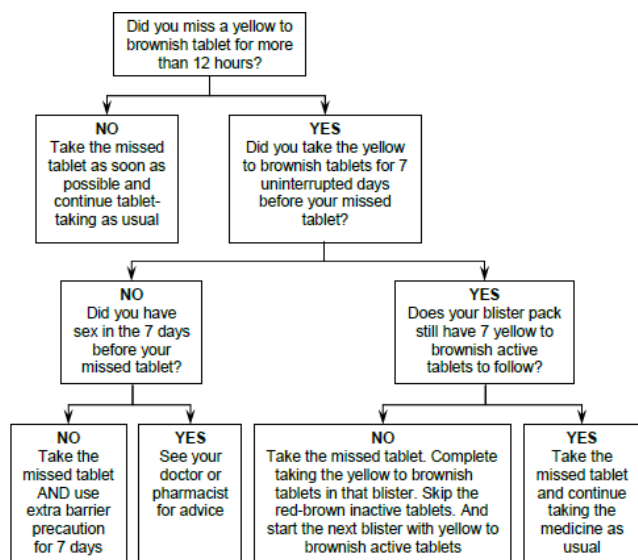 Did you miss a yellow to
brownish tablet for more
than 12 hours?
NO
Take the missed
tablet as soon as
possible and
continue tablet-
taking as usual
YES
Did you take the yellow
to brownish tablets for 7
uninterrupted days
before your missed
tablet?
NO
Did you have
sex in the 7 days
before your
missed tablet?
YES
Does your blister pack
still have 7 yellow to
brownish active
tablets to follow?
NO
Take the
missed tablet
AND use
extra barrier
precaution
for 7 days
YES
See your
doctor or
pharmacist
for advice
NO
Take the missed tablet. Complete
taking the yellow to brownish
tablets in that blister. Skip the
red-brown inactive tablets. And
start the next blister with yellow to
brownish active tablets
YES
Take the
missed tablet
and continue
taking the
medicine as
usual